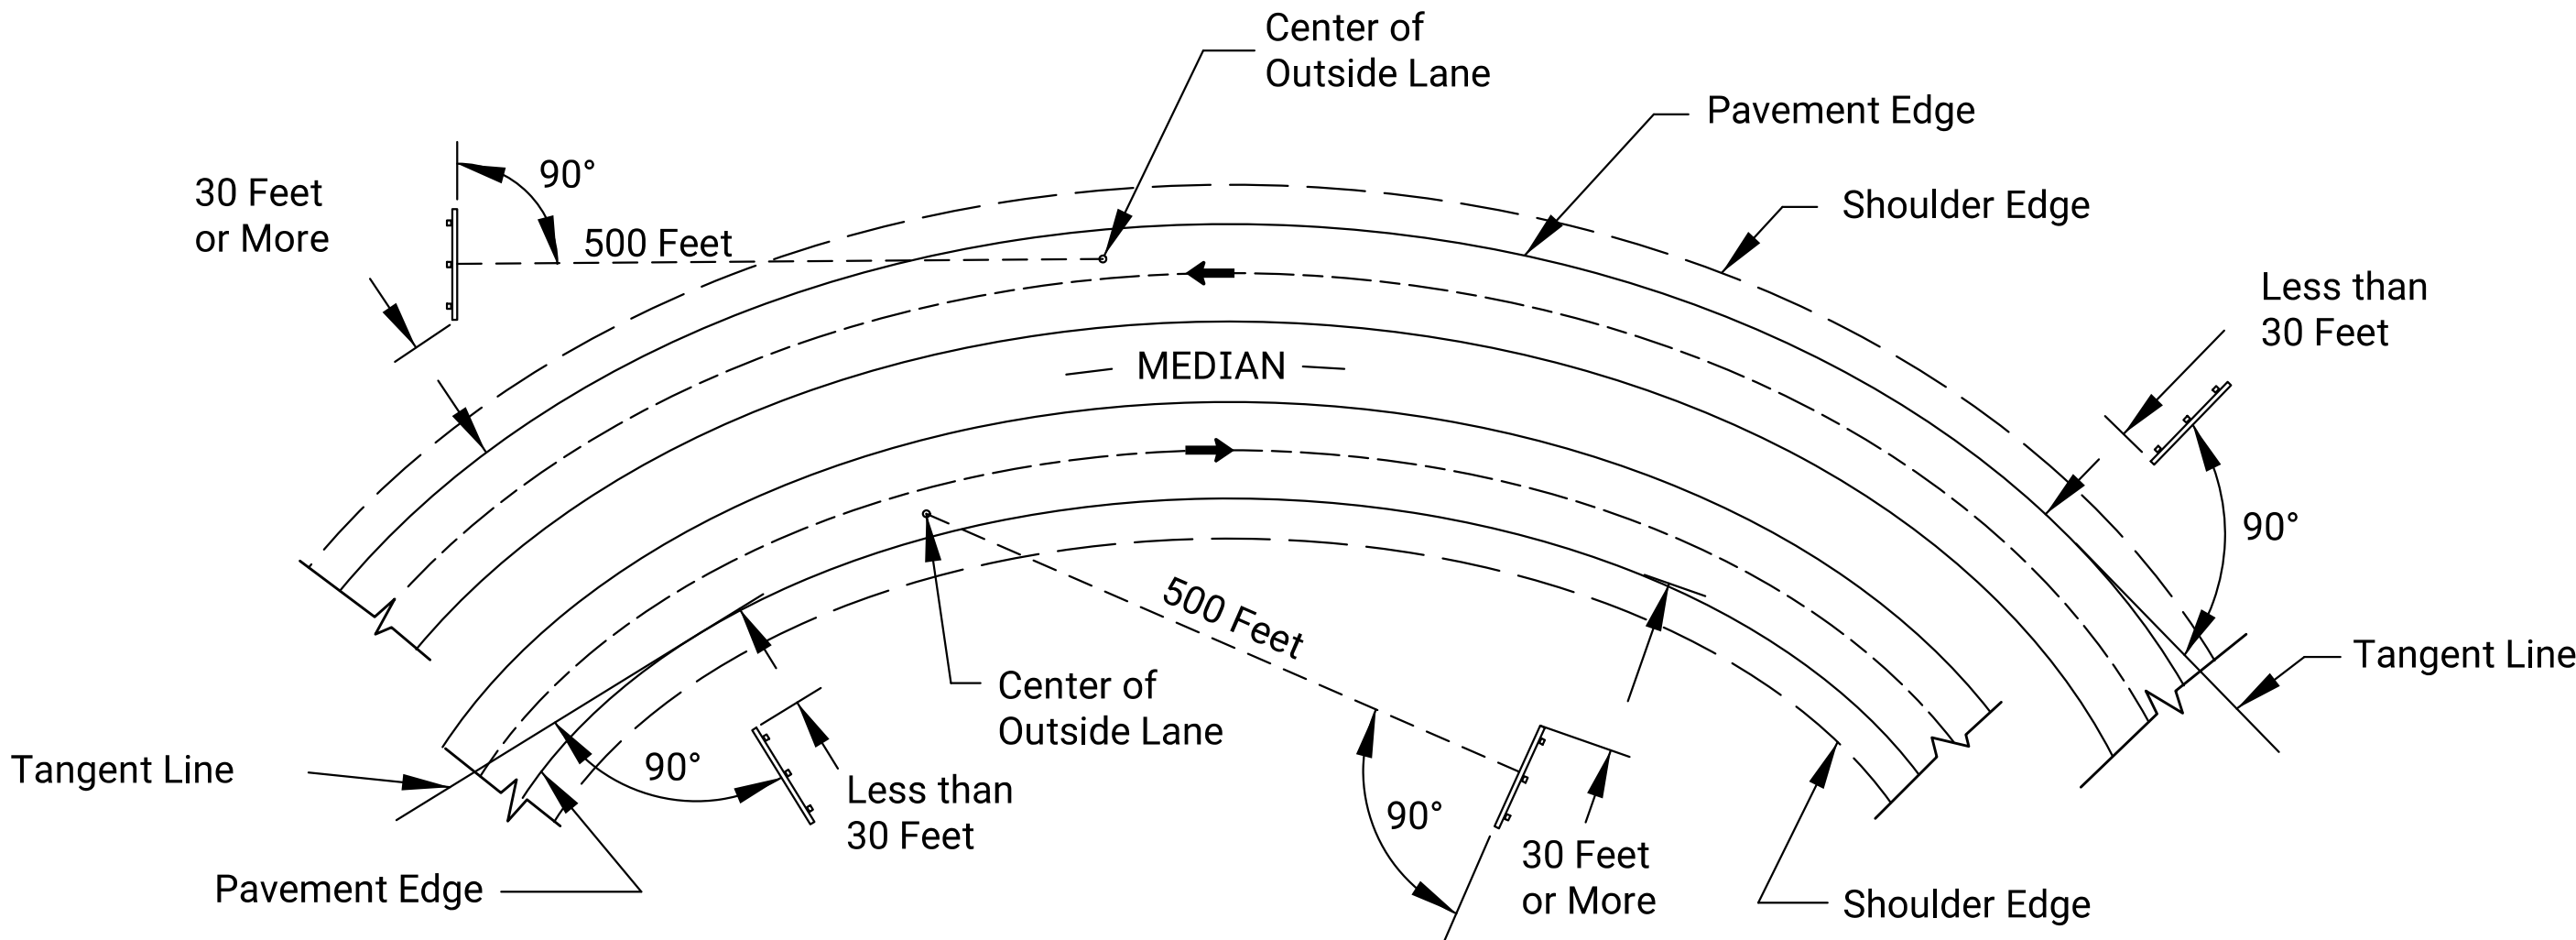 Center of
Outside Lane
Pavement Edge
90°
30 Feet
or More
Shoulder Edge
500 Feet
Less than
30 Feet
MEDIAN
90°
500 Feet
Tangent Line
Center of
Outside Lane
Tangent Line
90°
Less than
30 Feet
90°
30 Feet
or More
Pavement Edge
Shoulder Edge